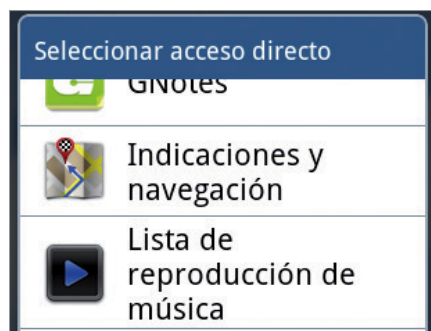 Seleccionar acceso directo
GNotes
Indicaciones y
navegación
Lista de
reproducción de
música